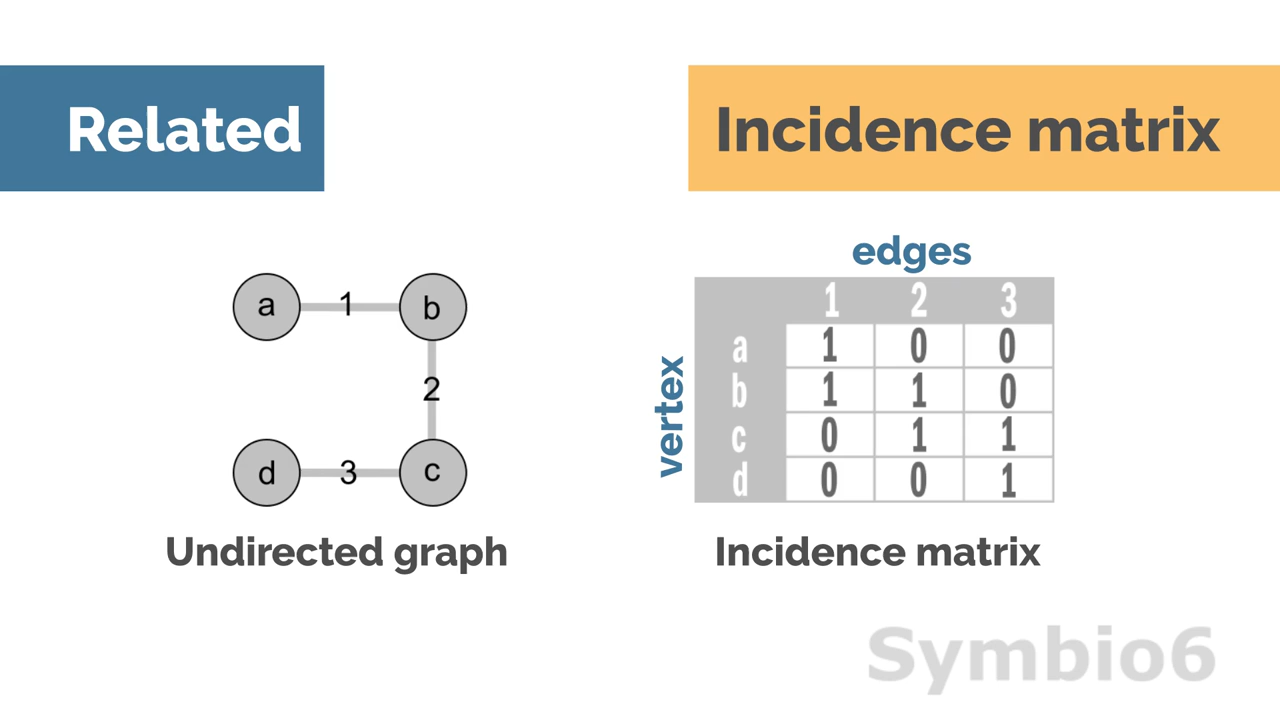 Related
Incidence matrix
a 1 b
2
d 3 c
Undirected graph
edges
vertex
1 2 3
a 1 0 0
b 1 1 0
c 0 1 1
d 0 0 1
Incidence matrix
Symbio6